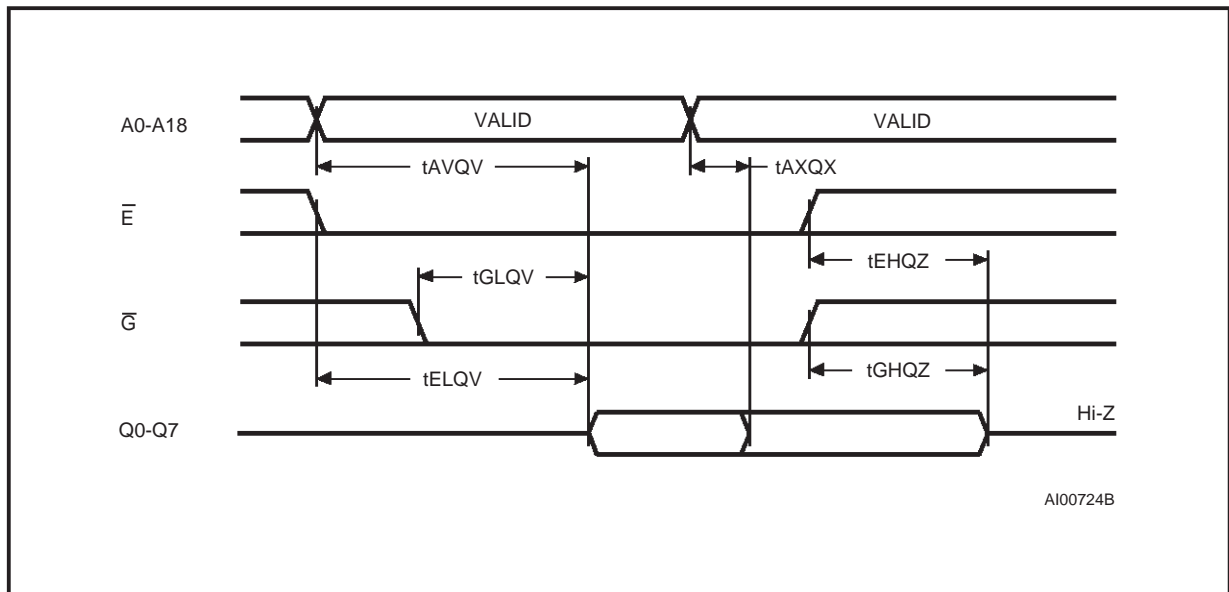 A0-A18
VALID
VALID
tAVQV
tAXQX
E̅
tEHQZ
tGLQV
G̅
tELQV
tGHQZ
Q0-Q7
Hi-Z
AI00724B